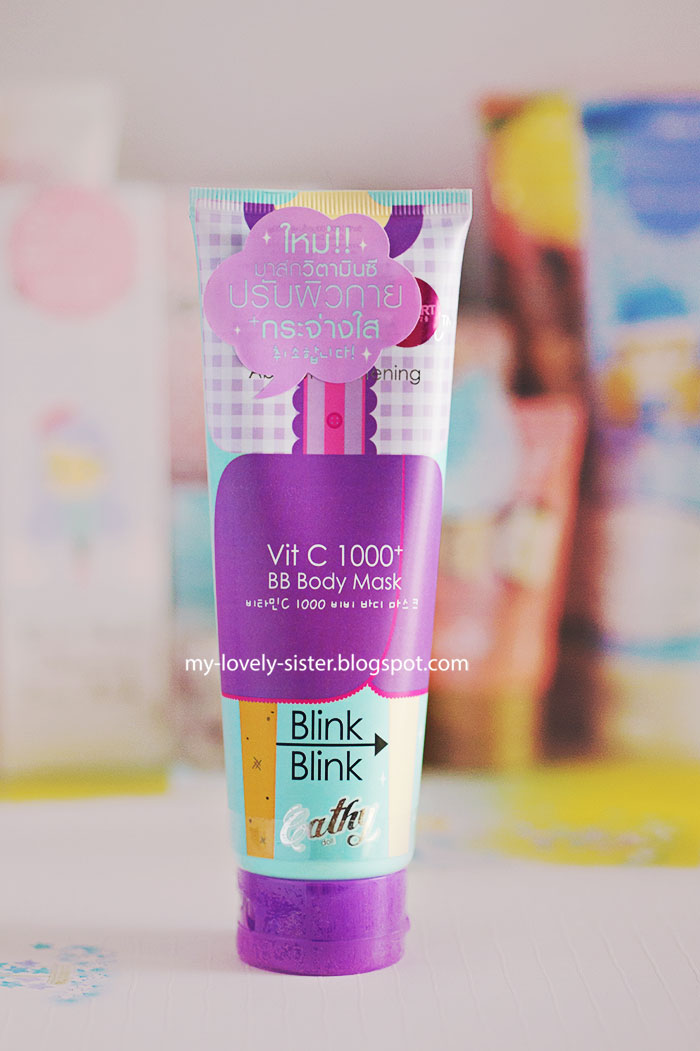 ใหม่!!
มาส์กวิตามินซี
ปรับผิวกาย
+กระจ่างใส
Vit C 1000+
BB Body Mask
비타민C 1000 비비 바디 마스크
my-lovely-sister.blogspot.com
Blink
Blink
Cathy
doll